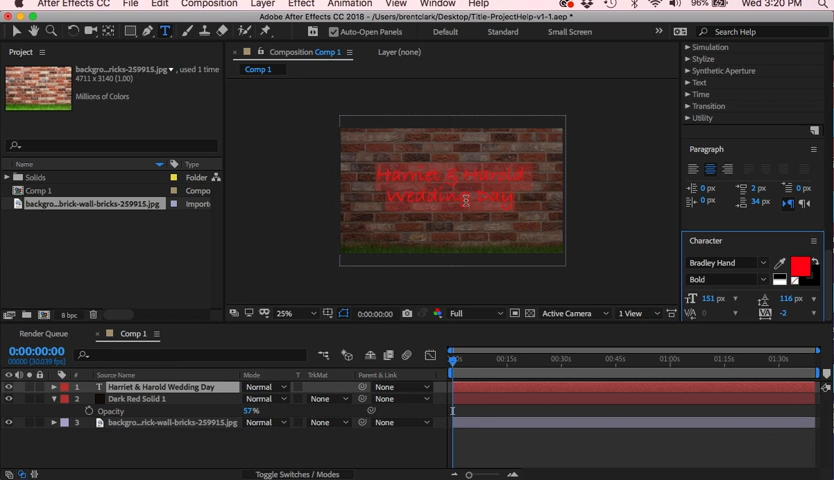 After Effects CC File Edit Composition Layer Effect Animation View Window Help 96% Wed 3:20 PM
Adobe After Effects CC 2018 - /Users/brentclark/Desktop/Title-ProjectHelp-v1-1.aep *
Auto-Open Panels Default Standard Small Screen Search Help
Project
backgro...bricks-259915.jpg, used 1 time
4711 x 3140 (1.00)
Millions of Colors
Name Type
Solids Folder
Comp 1 Compo
backgro...brick-wall-bricks-259915.jpg Import
8 bpc
Composition Comp 1 Layer (none)
Comp 1
Harriet & Harold
Wedding Day
25% 0:00:00:00 Full Active Camera 1 View
Simulation
Stylize
Synthetic Aperture
Text
Time
Transition
Utility
Paragraph
0 px 2 px 0 px
0 px 34 px
Character
Bradley Hand
Bold
151 px 116 px
0 -2
Render Queue Comp 1
0:00:00:00
00000 (30.039 fps)
# Source Name Mode T TrkMat Parent & Link
1 T Harriet & Harold Wedding Day Normal None
2 Dark Red Solid 1 Normal None None
Opacity 57%
3 backgro...rick-wall-bricks-259915.jpg Normal None None
00s 00:15s 00:30s 00:45s 01:00s 01:15s 01:30s
Toggle Switches / Modes